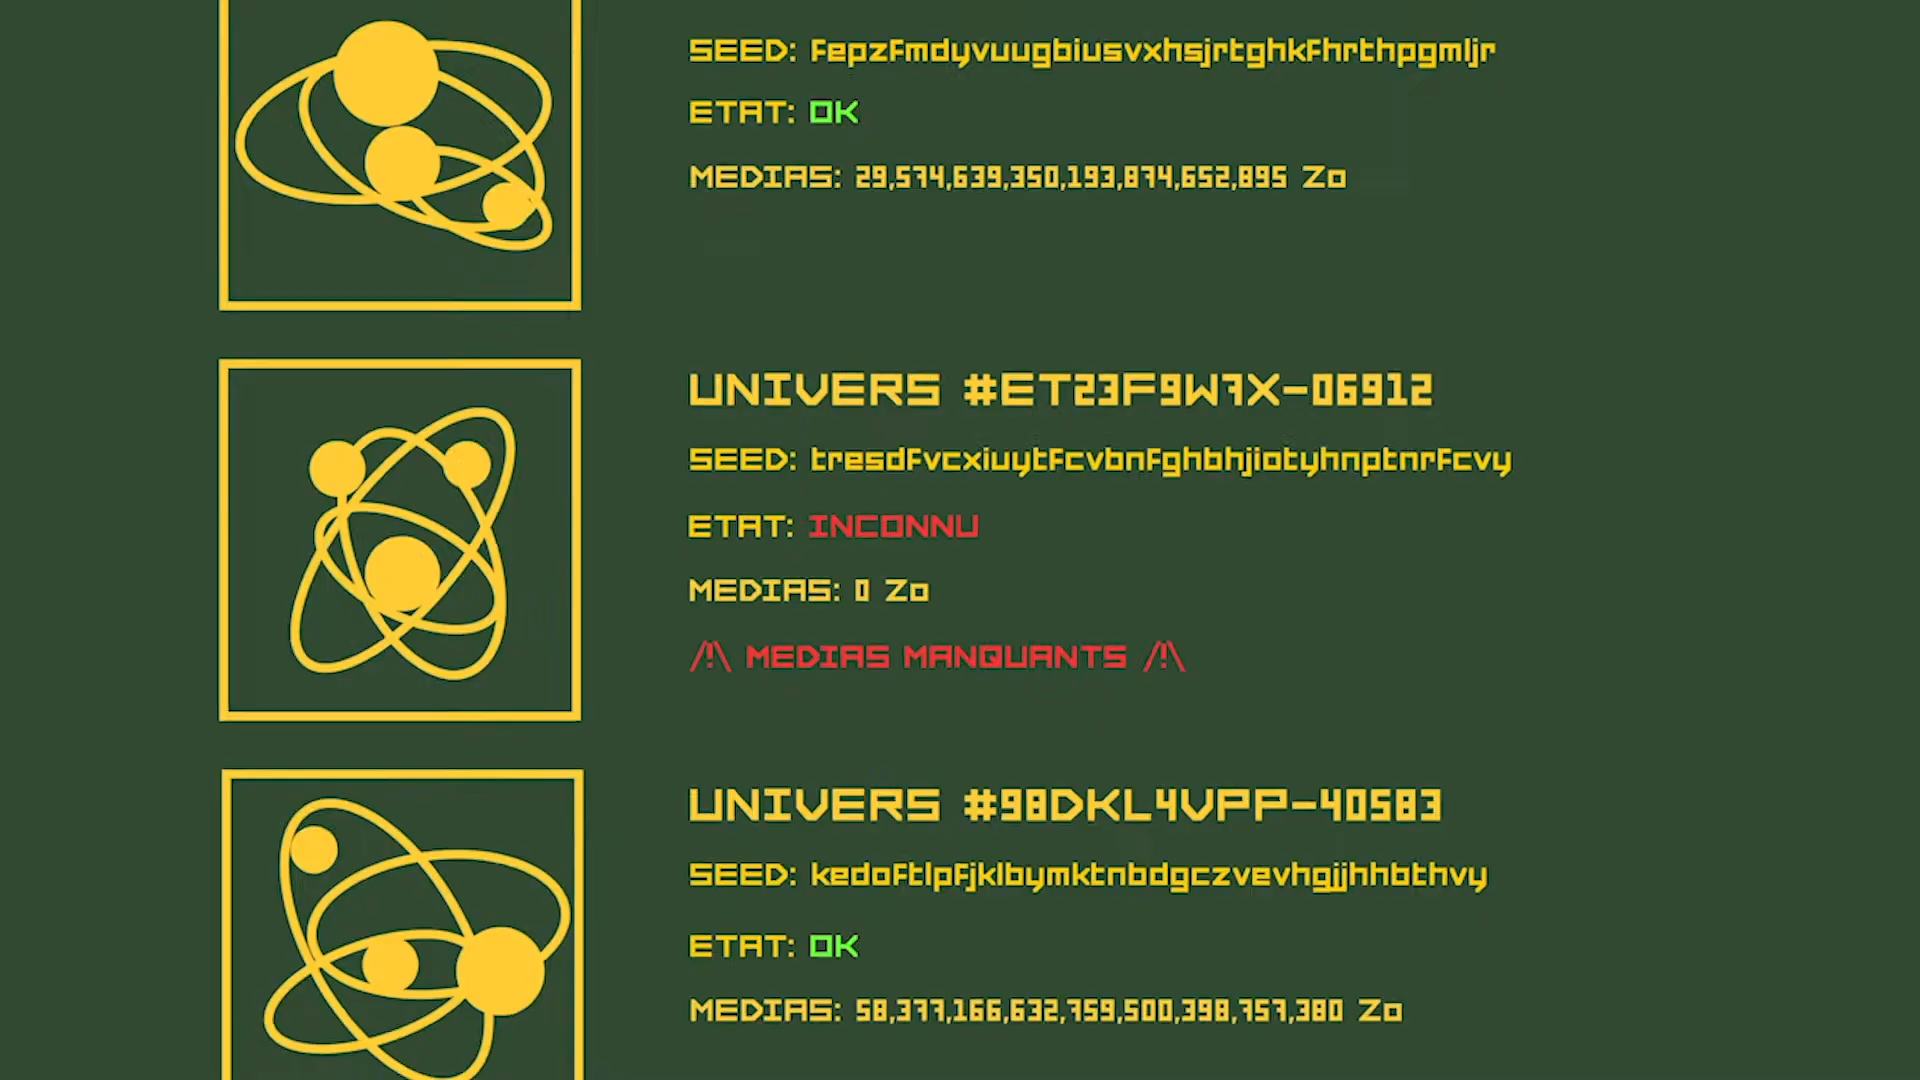 SEED: fepzfmdyvuugbiusvxhsjrtghkfhrthpgmljr
ETAT: OK
MEDIAS: 29,574,639,350,193,874,652,895 Zo
UNIVERS #ET23F9W7X-06912
SEED: tresdfvcxiuytfcvbnfghbhjiotyhnptnrfcvy
ETAT: INCONNU
MEDIAS: 0 Zo
/!\ MEDIAS MANQUANTS /!\
UNIVERS #98DKL4VPP-40583
SEED: kedoftlpfjklbymktnbdgczvevhgjjhhbthvy
ETAT: OK
MEDIAS: 58,377,166,632,759,500,398,757,380 Zo